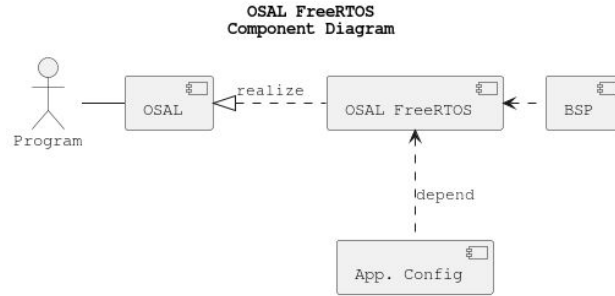 OSAL FreeRTOS
Component Diagram
realize
OSAL
OSAL FreeRTOS
BSP
Program
depend
App. Config